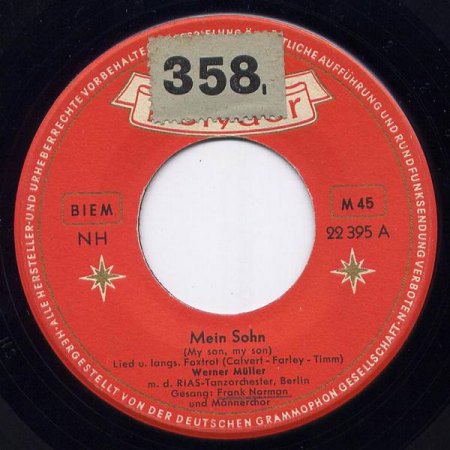 ALLE HERSTELLER-UND URHEBERRECHTE VORBEHALTEN
AUFFÜHRUNG UND RUNDFUNKSENDUNG VERBOTEN
358,
BIEM
NH
M 45
22 395 A
Mein Sohn
(My son, my son)
Lied u. langs. Foxtrot (Calvert - Farley - Timm)
Werner Müller
m. d. RIAS-Tanzorchester, Berlin
Gesang: Frank Norman
und Männerchor
HERGESTELLT VON DER DEUTSCHEN GRAMMOPHON GESELLSCHAFT